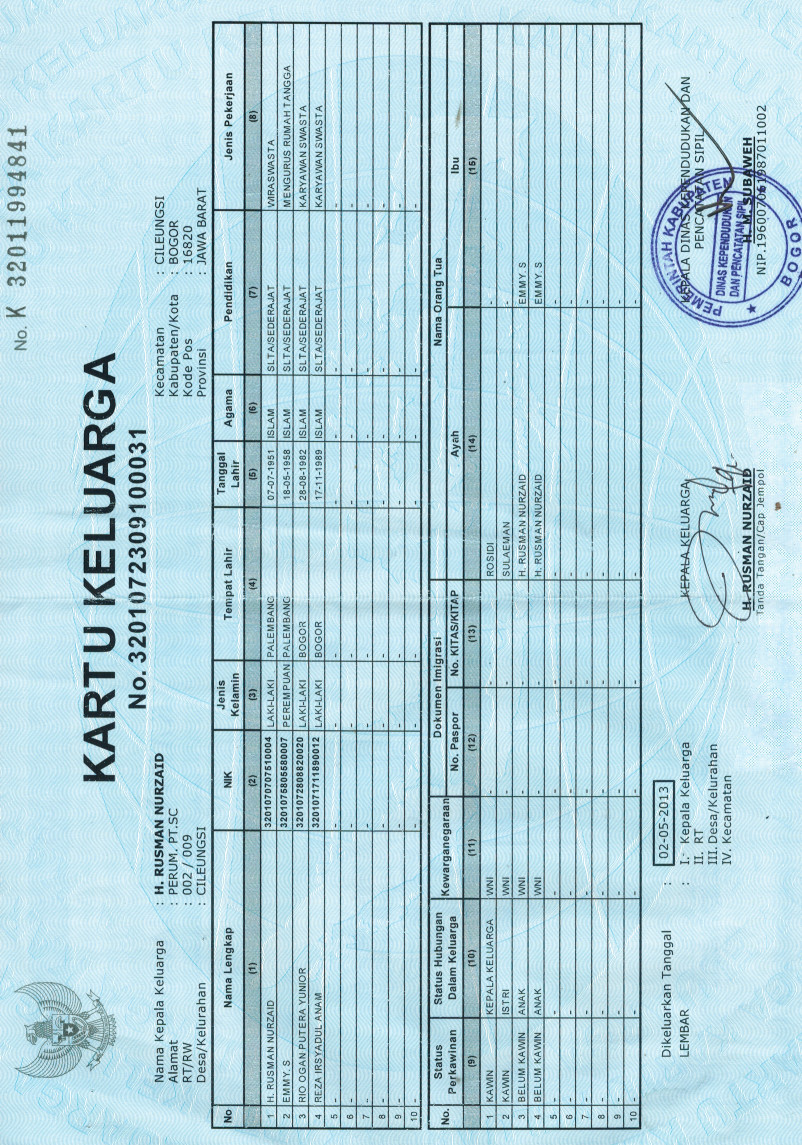 No. K 32011994841
KARTU KELUARGA
No. 3201072309100031
Nama Kepala Keluarga : H. RUSMAN NURZAID
Alamat : PERUM. PT.SC
RT/RW : 002 / 009
Desa/Kelurahan : CILEUNGSI
Kecamatan : CILEUNGSI
Kabupaten/Kota : BOGOR
Kode Pos : 16820
Provinsi : JAWA BARAT
No Nama Lengkap NIK Jenis Kelamin Tempat Lahir Tanggal Lahir Agama Pendidikan Jenis Pekerjaan
(1) (2) (3) (4) (5) (6) (7) (8)
1 H. RUSMAN NURZAID 3201070707510004 LAKI-LAKI PALEMBANG 07-07-1951 ISLAM SLTA/SEDERAJAT WIRASWASTA
2 EMMY. S 3201075805580007 PEREMPUAN PALEMBANG 18-05-1958 ISLAM SLTA/SEDERAJAT MENGURUS RUMAH TANGGA
3 RIO OGAN PUTERA YUNIOR 3201072808820020 LAKI-LAKI BOGOR 28-08-1982 ISLAM SLTA/SEDERAJAT KARYAWAN SWASTA
4 REZA IRSYADUL ANAM 3201071711890012 LAKI-LAKI BOGOR 17-11-1989 ISLAM SLTA/SEDERAJAT KARYAWAN SWASTA
5 - - - - - - - -
6 - - - - - - - -
7 - - - - - - - -
8 - - - - - - - -
9 - - - - - - - -
10 - - - - - - - -
No. Status Perkawinan Status Hubungan Dalam Keluarga Kewarganegaraan Dokumen Imigrasi Nama Orang Tua
No. Paspor No. KITAS/KITAP Ayah Ibu
(9) (10) (11) (12) (13) (14) (15)
1 KAWIN KEPALA KELUARGA WNI - - ROSIDI -
2 KAWIN ISTRI WNI - - SULAEMAN -
3 BELUM KAWIN ANAK WNI - - H. RUSMAN NURZAID EMMY. S
4 BELUM KAWIN ANAK WNI - - H. RUSMAN NURZAID EMMY. S
5 - - - - - - -
6 - - - - - - -
7 - - - - - - -
8 - - - - - - -
9 - - - - - - -
10 - - - - - - -
Dikeluarkan Tanggal : 02-05-2013
LEMBAR : I. Kepala Keluarga
II. RT
III. Desa/Kelurahan
IV. Kecamatan
KEPALA KELUARGA
H. RUSMAN NURZAID
Tanda Tangan/Cap Jempol
KEPALA DINAS KEPENDUDUKAN DAN
PENCATATAN SIPIL
H. M. SUBAWEH
PEMERINTAH KABUPATEN
DINAS KEPENDUDUKAN
DAN PENCATATAN SIPIL
BOGOR